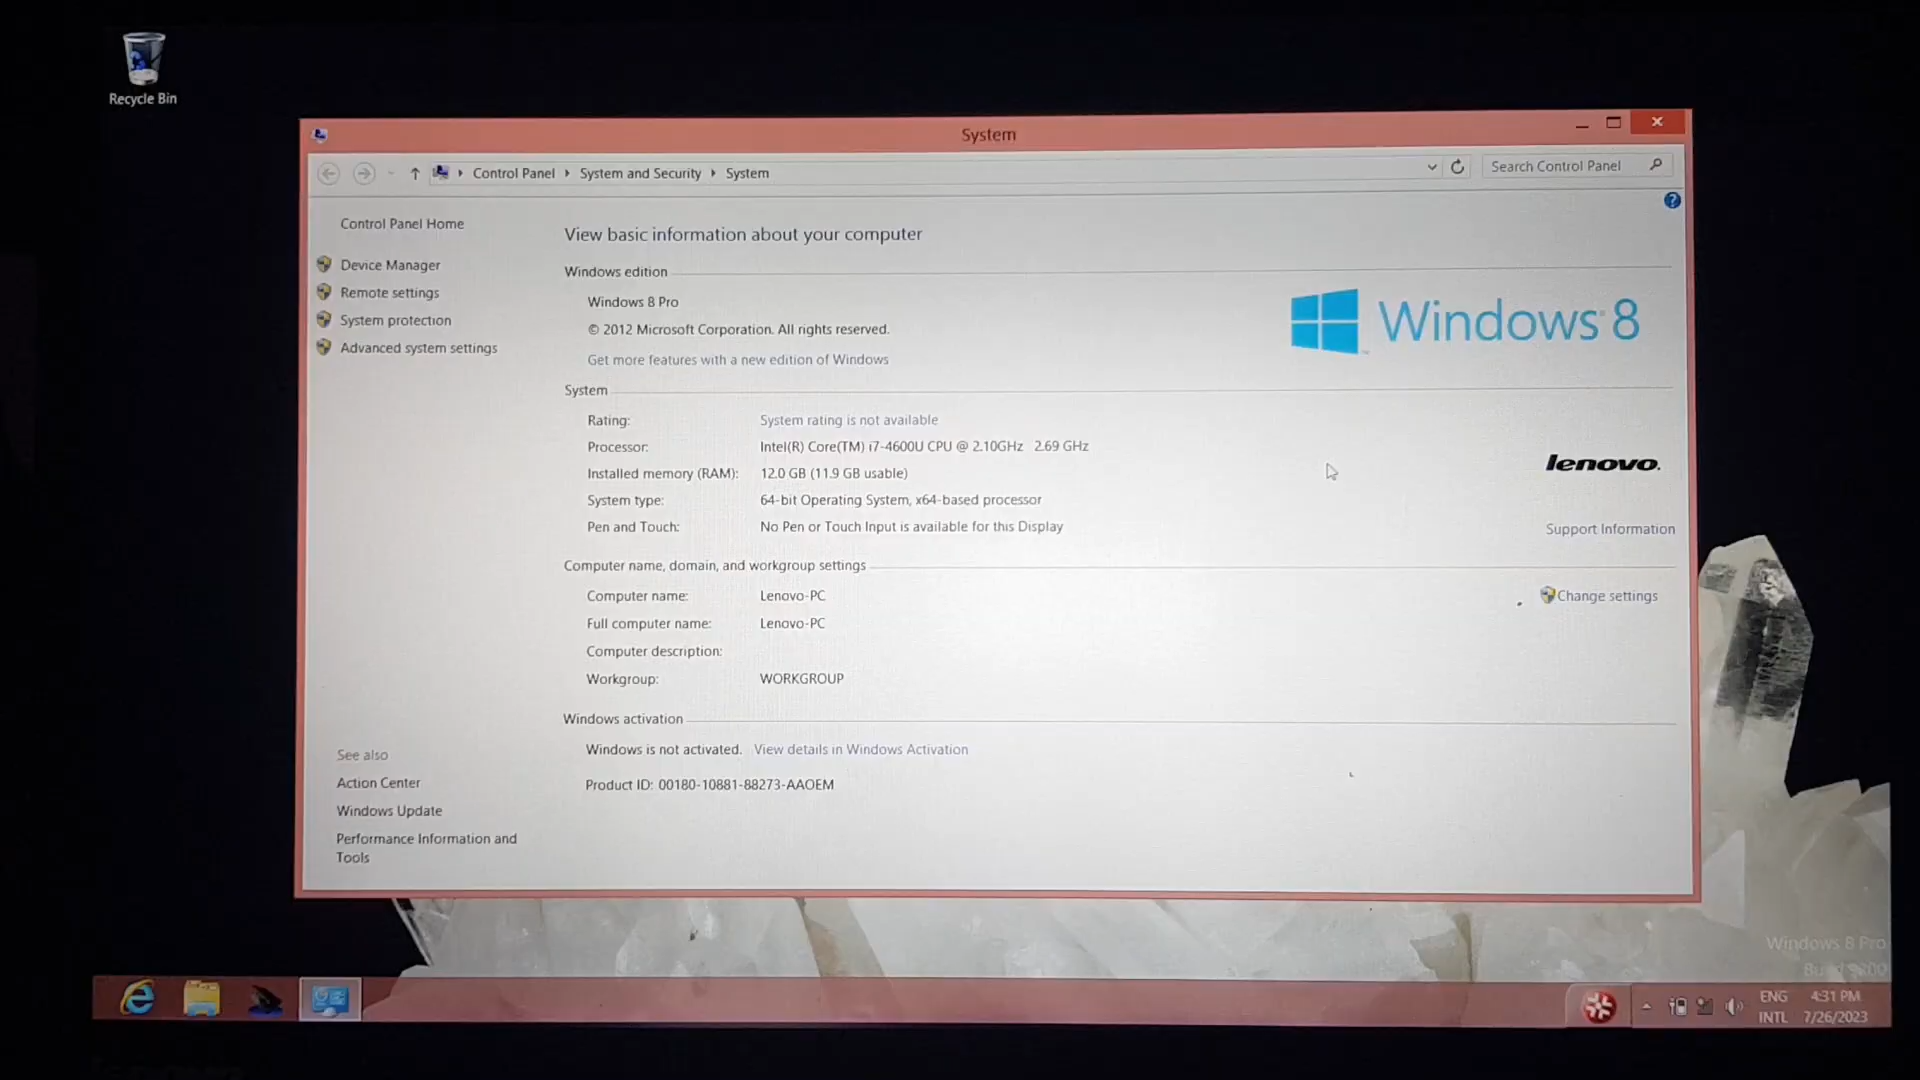 Recycle Bin
System
Control Panel System and Security System
Search Control Panel
Control Panel Home
Device Manager
Remote settings
System protection
Advanced system settings
View basic information about your computer
Windows edition
Windows 8 Pro
© 2012 Microsoft Corporation. All rights reserved.
Get more features with a new edition of Windows
Windows 8
System
Rating: System rating is not available
Processor: Intel(R) Core(TM) i7-4600U CPU @ 2.10GHz 2.69 GHz
Installed memory (RAM): 12.0 GB (11.9 GB usable)
System type: 64-bit Operating System, x64-based processor
Pen and Touch: No Pen or Touch Input is available for this Display
lenovo.
Support Information
Computer name, domain, and workgroup settings
Computer name: Lenovo-PC
Change settings
Full computer name: Lenovo-PC
Computer description:
Workgroup: WORKGROUP
Windows activation
Windows is not activated. View details in Windows Activation
Product ID: 00180-10881-88273-AAOEM
See also
Action Center
Windows Update
Performance Information and
Tools
Windows 8 Pro
ENG 4:31 PM
INTL 7/26/2023